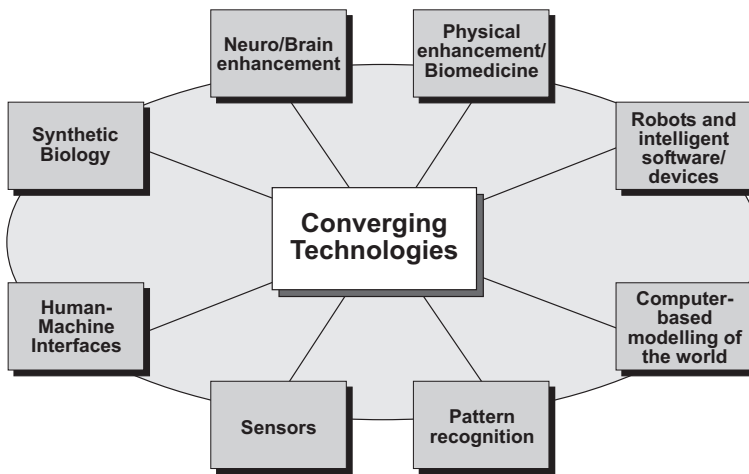 Neuro/Brain
enhancement
Physical
enhancement/
Biomedicine
Synthetic
Biology
Robots and
intelligent
software/
devices
Converging
Technologies
Human-
Machine
Interfaces
Computer-
based
modelling of
the world
Sensors
Pattern
recognition